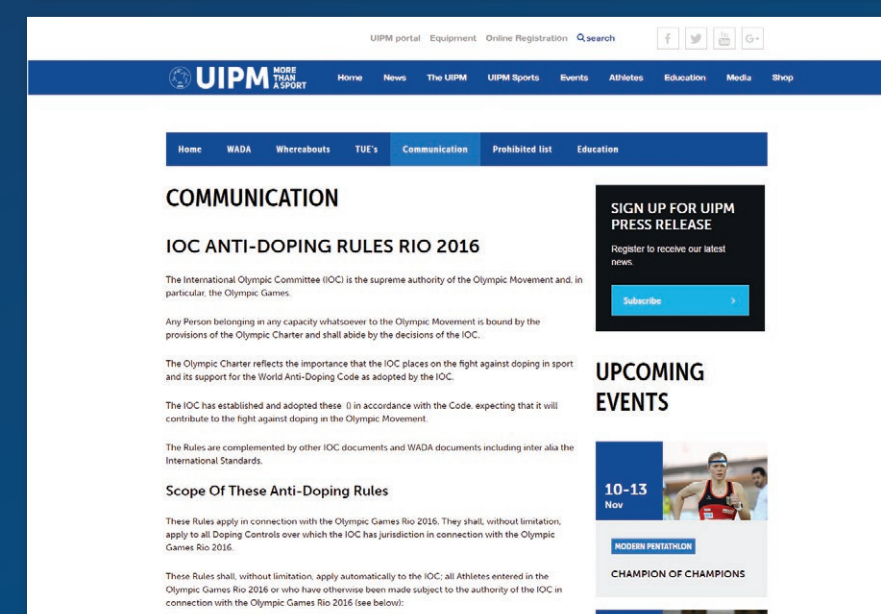 UIPM portal Equipment Online Registration search
G+
UIPM MORE THAN A SPORT
Home News The UIPM UIPM Sports Events Athletes Education Media Shop
Home WADA Whereabouts TUE's Communication Prohibited list Education
COMMUNICATION
IOC ANTI-DOPING RULES RIO 2016
The International Olympic Committee (IOC) is the supreme authority of the Olympic Movement and, in
particular, the Olympic Games.
Any Person belonging in any capacity whatsoever to the Olympic Movement is bound by the
provisions of the Olympic Charter and shall abide by the decisions of the IOC.
The Olympic Charter reflects the importance that the IOC places on the fight against doping in sport
and its support for the World Anti-Doping Code as adopted by the IOC.
The IOC has established and adopted these () in accordance with the Code, expecting that it will
contribute to the fight against doping in the Olympic Movement.
The Rules are complemented by other IOC documents and WADA documents including inter alia the
International Standards.
Scope Of These Anti-Doping Rules
These Rules apply in connection with the Olympic Games Rio 2016. They shall, without limitation,
apply to all Doping Controls over which the IOC has jurisdiction in connection with the Olympic
Games Rio 2016.
These Rules shall, without limitation, apply automatically to the IOC; all Athletes entered in the
Olympic Games Rio 2016 or who have otherwise been made subject to the authority of the IOC in
connection with the Olympic Games Rio 2016 (see below):
SIGN UP FOR UIPM
PRESS RELEASE
Register to receive our latest
news.
Subscribe
UPCOMING
EVENTS
10-13
Nov
MODERN PENTATHLON
CHAMPION OF CHAMPIONS